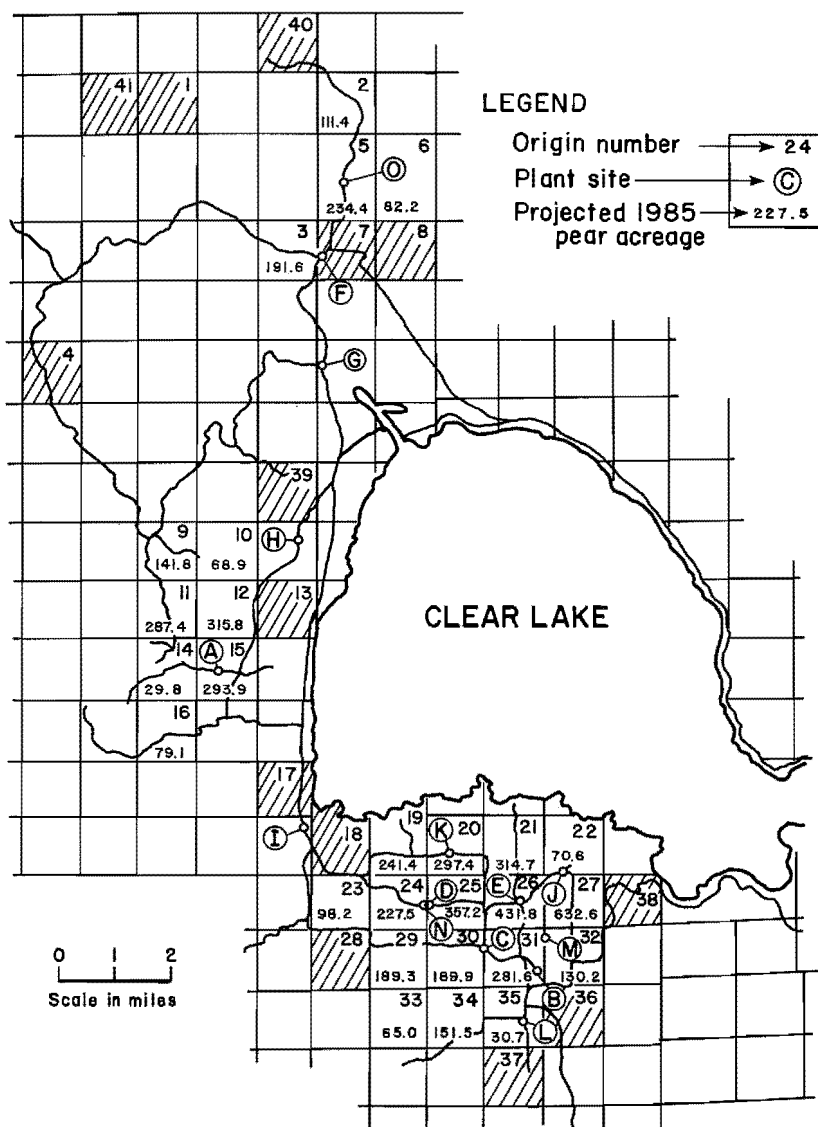 40
41 1 2
LEGEND
111.4
Origin number 24
5 6
Plant site C
O
Projected 1985 227.5
pear acreage
234.4 62.2
3 7 8
191.6
F
4
G
39
9 10
H
141.8 68.9
11 12 13
CLEAR LAKE
287.4 315.8
A
14 15
29.8 293.9
16
79.1
17
19 20 21 22
K
I
18
241.4 297.4 314.7 70.6
23 24 D 25 E 26 J 27 38
98.2 227.5 357.2 431.8 632.6
N
28 29 30 C 31 M 32
0 1 2
189.3 169.9 281.6 130.2
Scale in miles
B
33 34 35 36
65.0 151.5 30.7 L
37